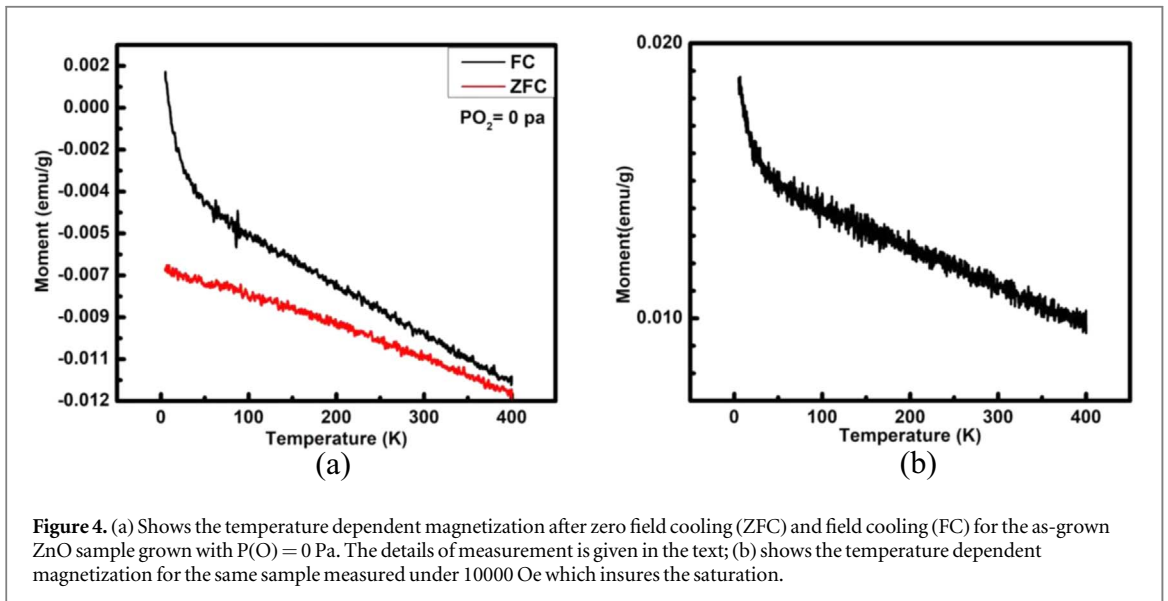 0.002
0.000
-0.002
-0.004
-0.005
-0.007
-0.009
-0.011
-0.012
Moment (emu/g)
FC
ZFC
PO2= 0 pa
0 100 200 300 400
Temperature (K)
(a)
0.020
0.010
Moment(emu/g)
0 100 200 300 400
Temperature (K)
(b)
Figure 4. (a) Shows the temperature dependent magnetization after zero field cooling (ZFC) and field cooling (FC) for the as-grown
ZnO sample grown with P(O) = 0 Pa. The details of measurement is given in the text; (b) shows the temperature dependent
magnetization for the same sample measured under 10000 Oe which insures the saturation.